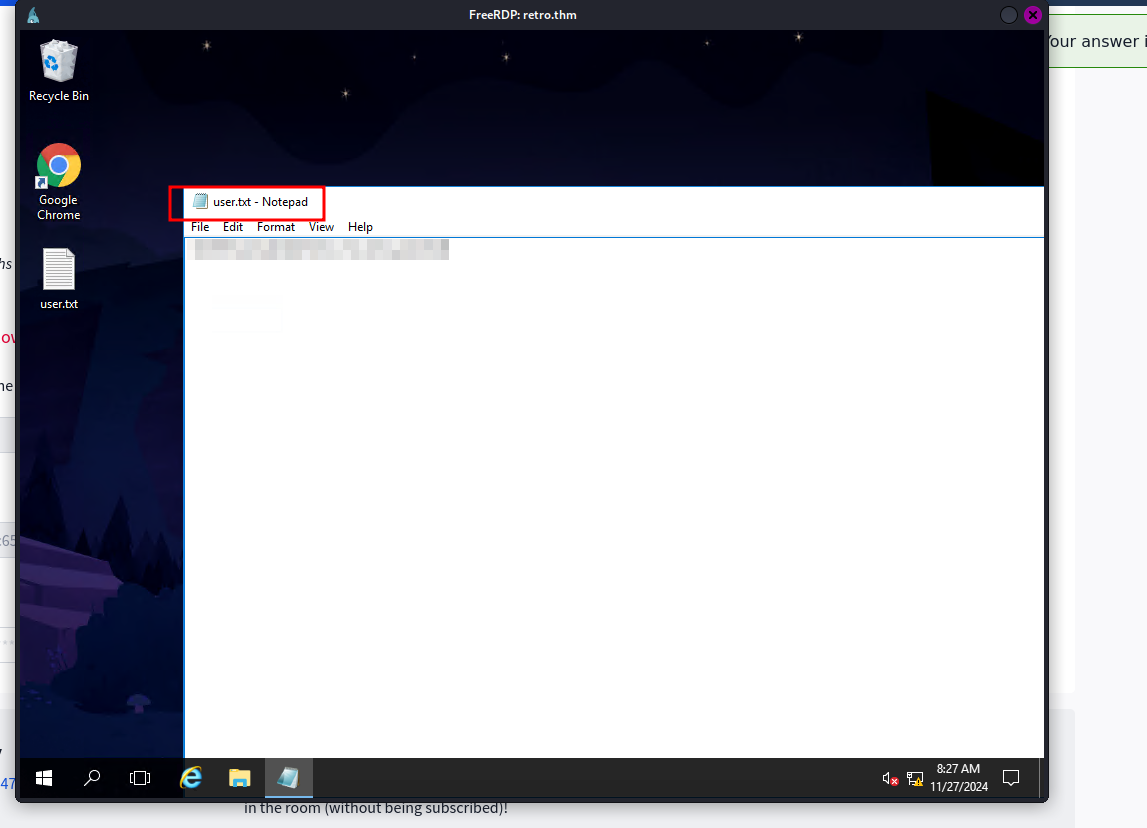 FreeRDP: retro.thm
Your answer i
Recycle Bin
Google
Chrome
user.txt
user.txt - Notepad
File Edit Format View Help
hs
ov
he
:65
47
8:27 AM
11/27/2024
in the room (without being subscribed)!